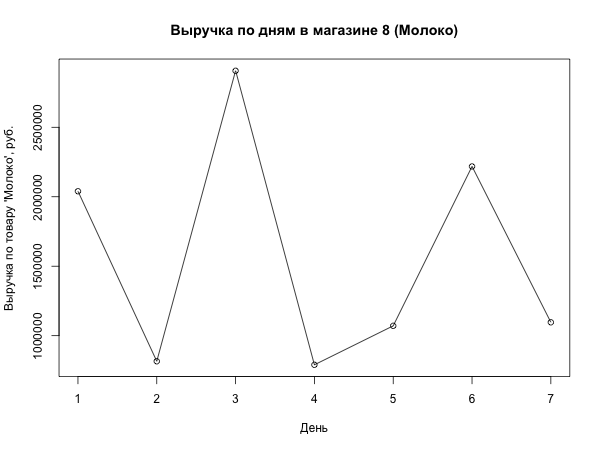 Выручка по дням в магазине 8 (Молоко)
Выручка по товару 'Молоко', руб.
2500000
2000000
1500000
1000000
1 2 3 4 5 6 7
День